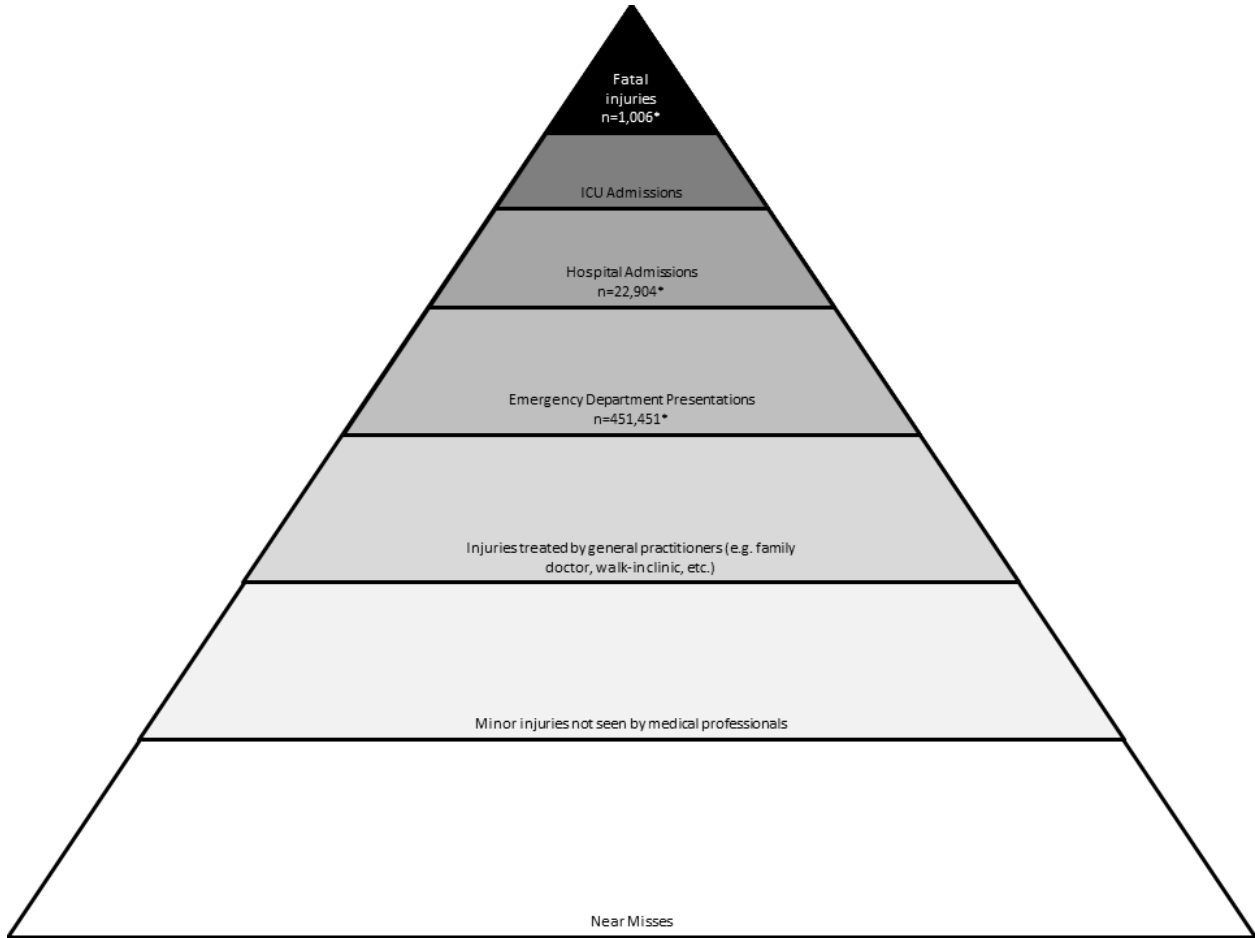 Fatal
injuries
n=1,006*
ICU Admissions
Hospital Admissions
n=22,904*
Emergency Department Presentations
n=451,451*
Injuries treated by general practitioners (e.g. family
doctor, walk-in clinic, etc.)
Minor injuries not seen by medical professionals
Near Misses